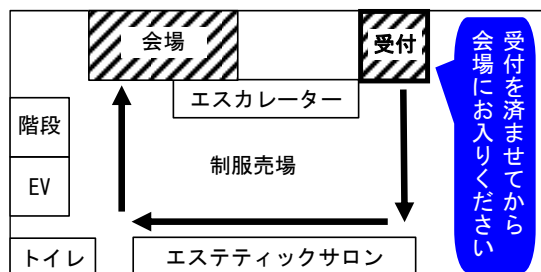 会場
受付
エスカレーター
階段
制服売場
EV
トイレ
エステティックサロン
受付を済ませてから
会場にお入りください